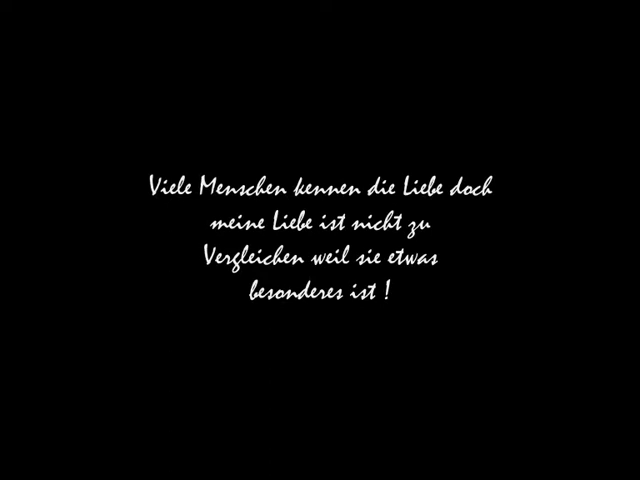 Viele Menschen kennen die Liebe doch
meine Liebe ist nicht zu
Vergleichen weil sie etwas
besonderes ist !